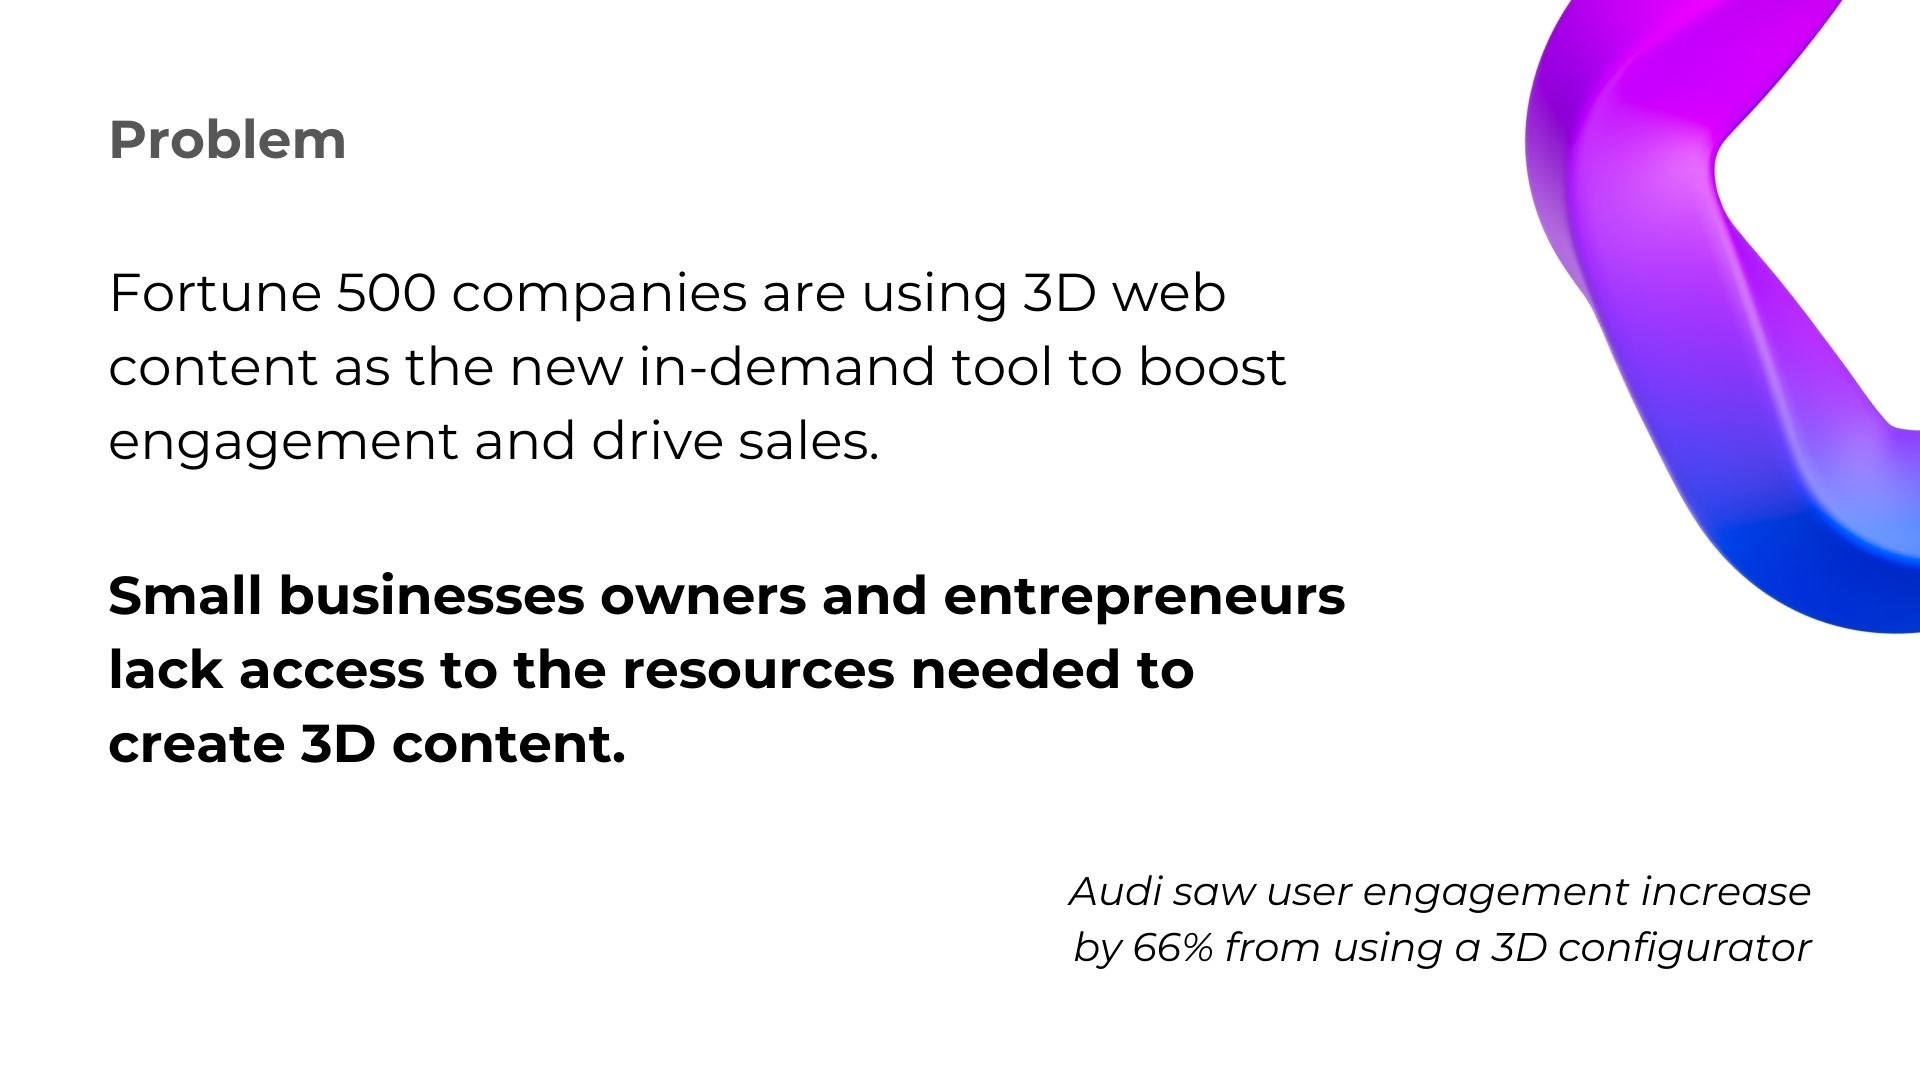 Problem
Fortune 500 companies are using 3D web
content as the new in-demand tool to boost
engagement and drive sales.
Small businesses owners and entrepreneurs
lack access to the resources needed to
create 3D content.
Audi saw user engagement increase
by 66% from using a 3D configurator